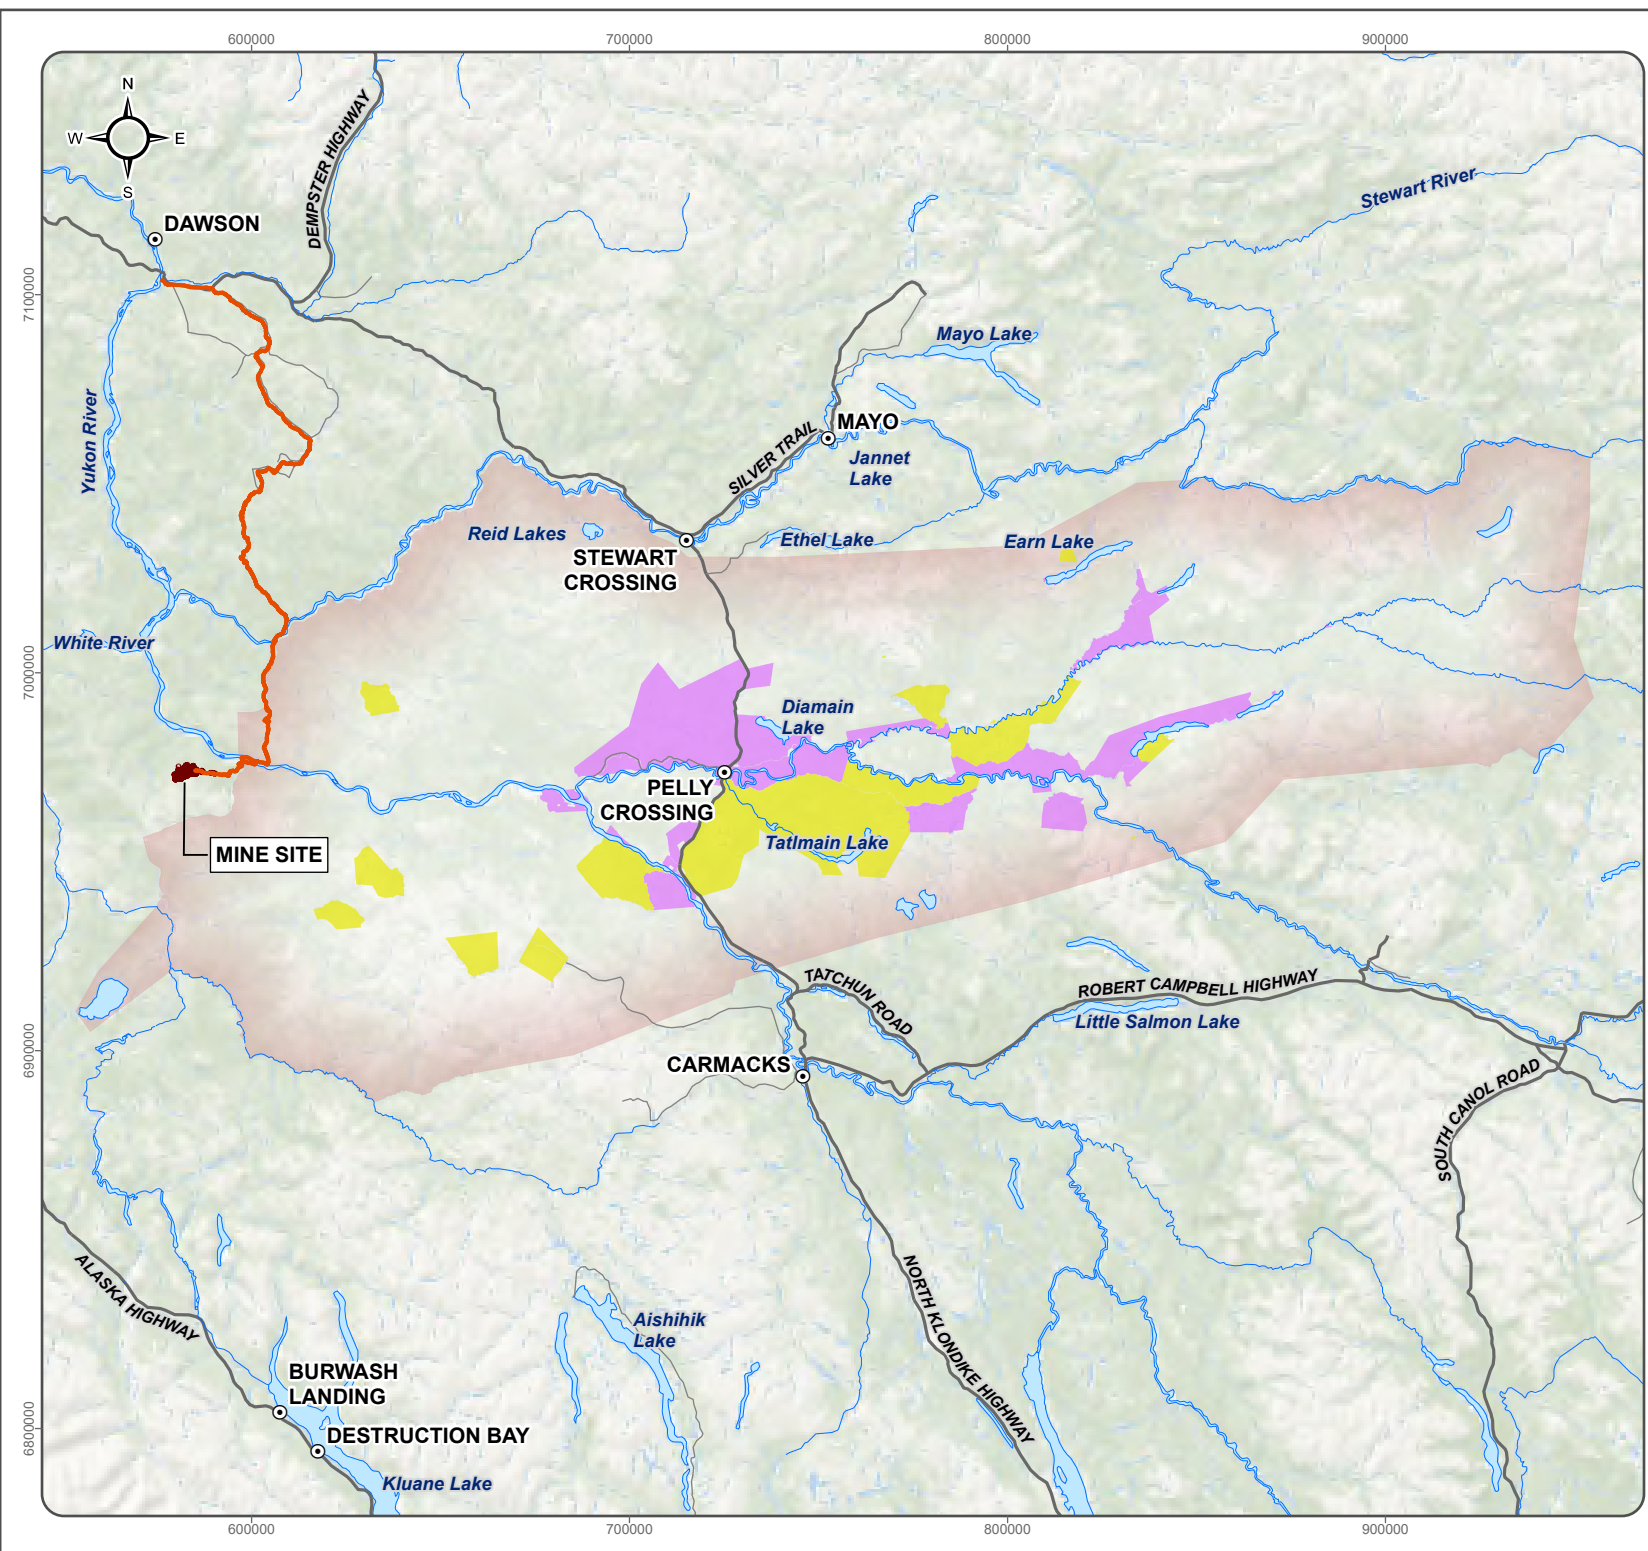 600000
700000
800000
900000
N
W
E
S
DEMPSTER HIGHWAY
Stewart River
DAWSON
7100000
Mayo Lake
Yukon River
MAYO
SILVER TRAIL
Jannet
Lake
Reid Lakes
Ethel Lake
Earn Lake
STEWART
CROSSING
White River
7000000
Diamain
Lake
PELLY
CROSSING
MINE SITE
Tatlmain Lake
TATCHUN ROAD
ROBERT CAMPBELL HIGHWAY
Little Salmon Lake
6900000
CARMACKS
SOUTH CANOL ROAD
ALASKA HIGHWAY
NORTH KLONDIKE HIGHWAY
Aishihik
Lake
BURWASH
LANDING
6800000
DESTRUCTION BAY
Kluane Lake
600000
700000
800000
900000